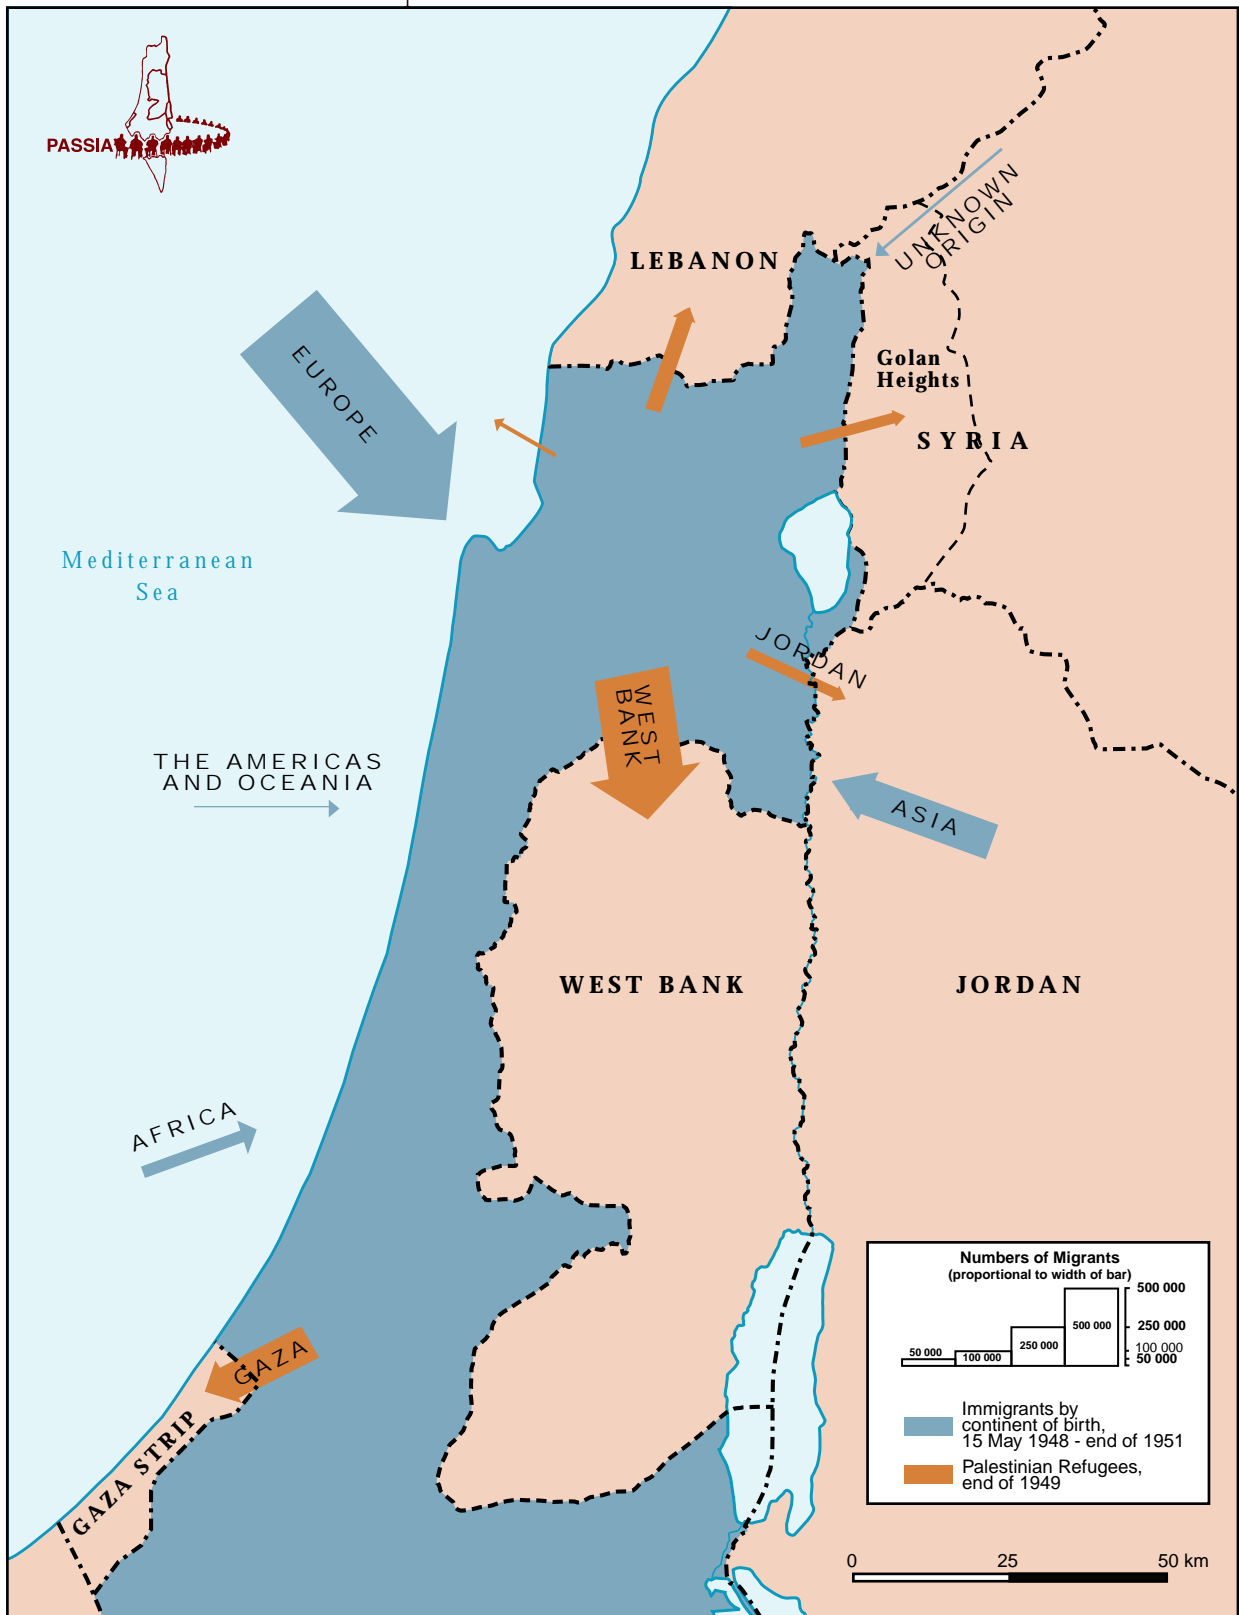 PASSIA
UNKNOWN
ORIGIN
LEBANON
EUROPE
Golan
Heights
SYRIA
Mediterranean
Sea
JORDAN
WEST
BANK
THE AMERICAS
AND OCEANIA
ASIA
WEST BANK
JORDAN
AFRICA
GAZA
GAZA STRIP
Numbers of Migrants
(proportional to width of bar)
50 000
100 000
250 000
500 000
500 000
250 000
100 000
50 000
Immigrants by
continent of birth,
15 May 1948 - end of 1951
Palestinian Refugees,
end of 1949
0 25 50 km